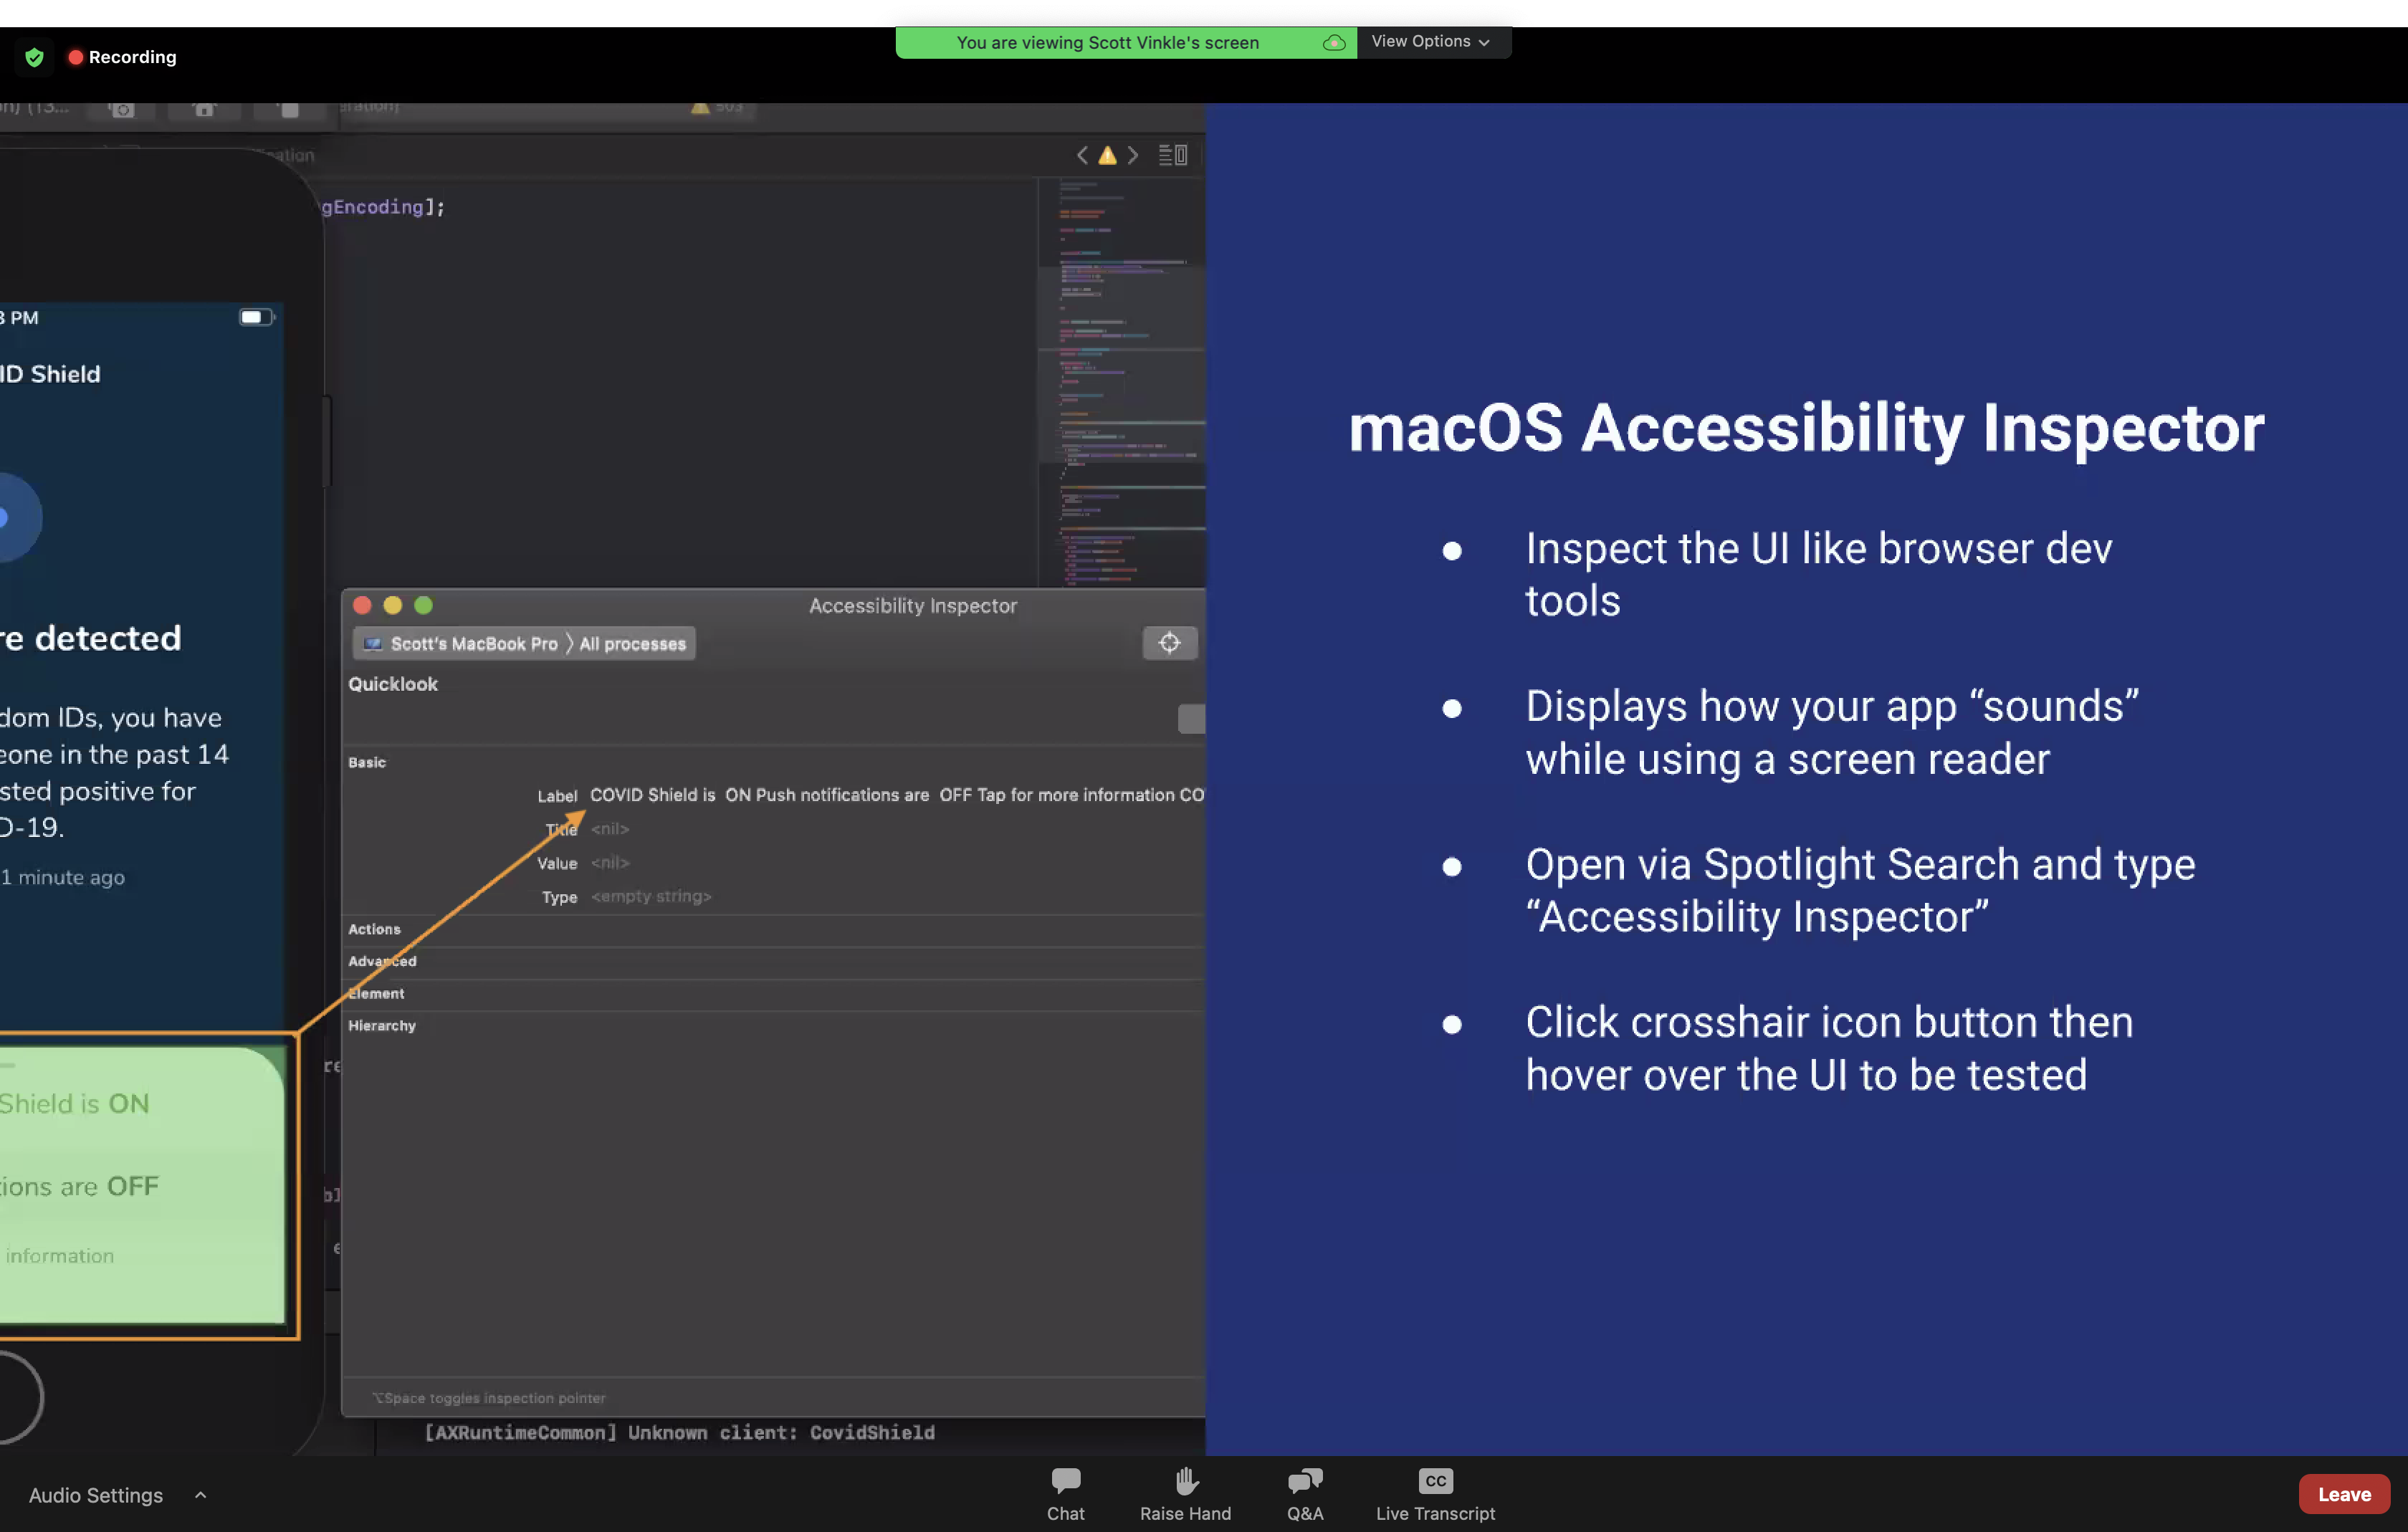 You are viewing Scott Vinkle's screen
View Options
Recording
503
gEncoding];
3 PM
ID Shield
re detected
dom IDs, you have
eone in the past 14
sted positive for
D-19.
1 minute ago
Shield is ON
ions are OFF
information
Accessibility Inspector
Scott's MacBook Pro 〉All processes
Quicklook
Basic
Label COVID Shield is ON Push notifications are OFF Tap for more information CO
Title <nil>
Value <nil>
Type <empty string>
Actions
Advanced
Element
Hierarchy
⌥Space toggles inspection pointer
[AXRuntimeCommon] Unknown client: CovidShield
macOS Accessibility Inspector
● Inspect the UI like browser dev
tools
● Displays how your app “sounds”
while using a screen reader
● Open via Spotlight Search and type
“Accessibility Inspector”
● Click crosshair icon button then
hover over the UI to be tested
Audio Settings
Chat
Raise Hand
Q&A
CC
Live Transcript
Leave